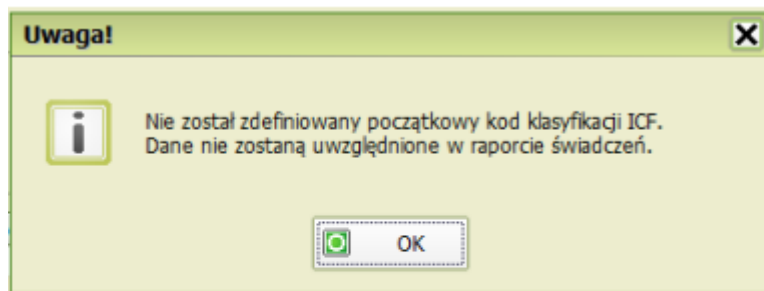 Uwaga!
Nie został zdefiniowany początkowy kod klasyfikacji ICF.
Dane nie zostaną uwzględnione w raporcie świadczeń.
OK